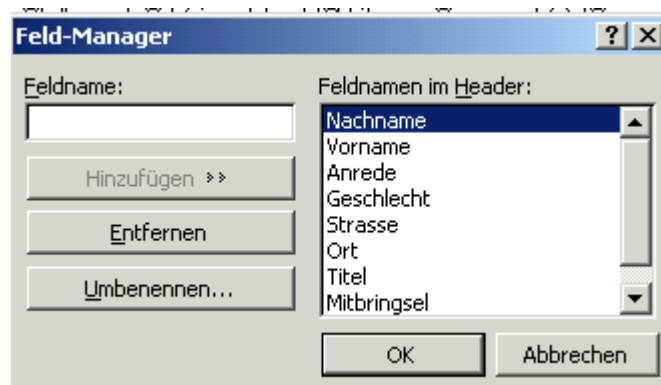 Feld-Manager
Feldname:
Hinzufügen >>
Entfernen
Umbenennen...
Feldnamen im Header:
Nachname
Vorname
Anrede
Geschlecht
Strasse
Ort
Titel
Mitbringsel
OK
Abbrechen